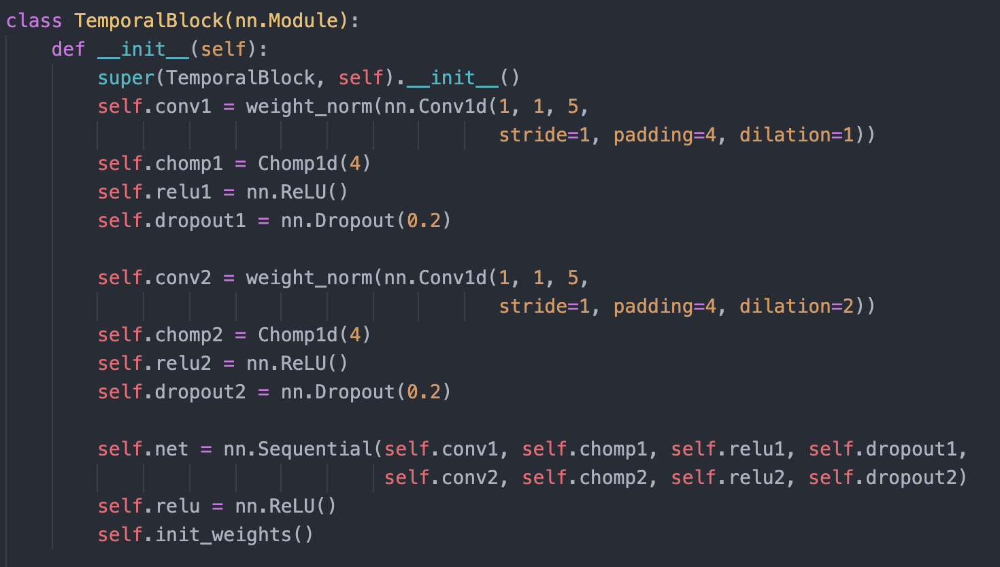 class TemporalBlock(nn.Module):
    def __init__(self):
        super(TemporalBlock, self).__init__()
        self.conv1 = weight_norm(nn.Conv1d(1, 1, 5,
                                           stride=1, padding=4, dilation=1))
        self.chomp1 = Chomp1d(4)
        self.relu1 = nn.ReLU()
        self.dropout1 = nn.Dropout(0.2)

        self.conv2 = weight_norm(nn.Conv1d(1, 1, 5,
                                           stride=1, padding=4, dilation=2))
        self.chomp2 = Chomp1d(4)
        self.relu2 = nn.ReLU()
        self.dropout2 = nn.Dropout(0.2)

        self.net = nn.Sequential(self.conv1, self.chomp1, self.relu1, self.dropout1,
                                 self.conv2, self.chomp2, self.relu2, self.dropout2)
        self.relu = nn.ReLU()
        self.init_weights()